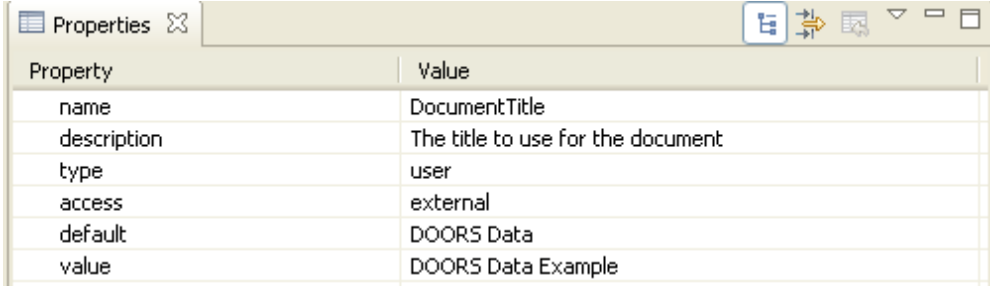 Properties
Property Value
name DocumentTitle
description The title to use for the document
type user
access external
default DOORS Data
value DOORS Data Example